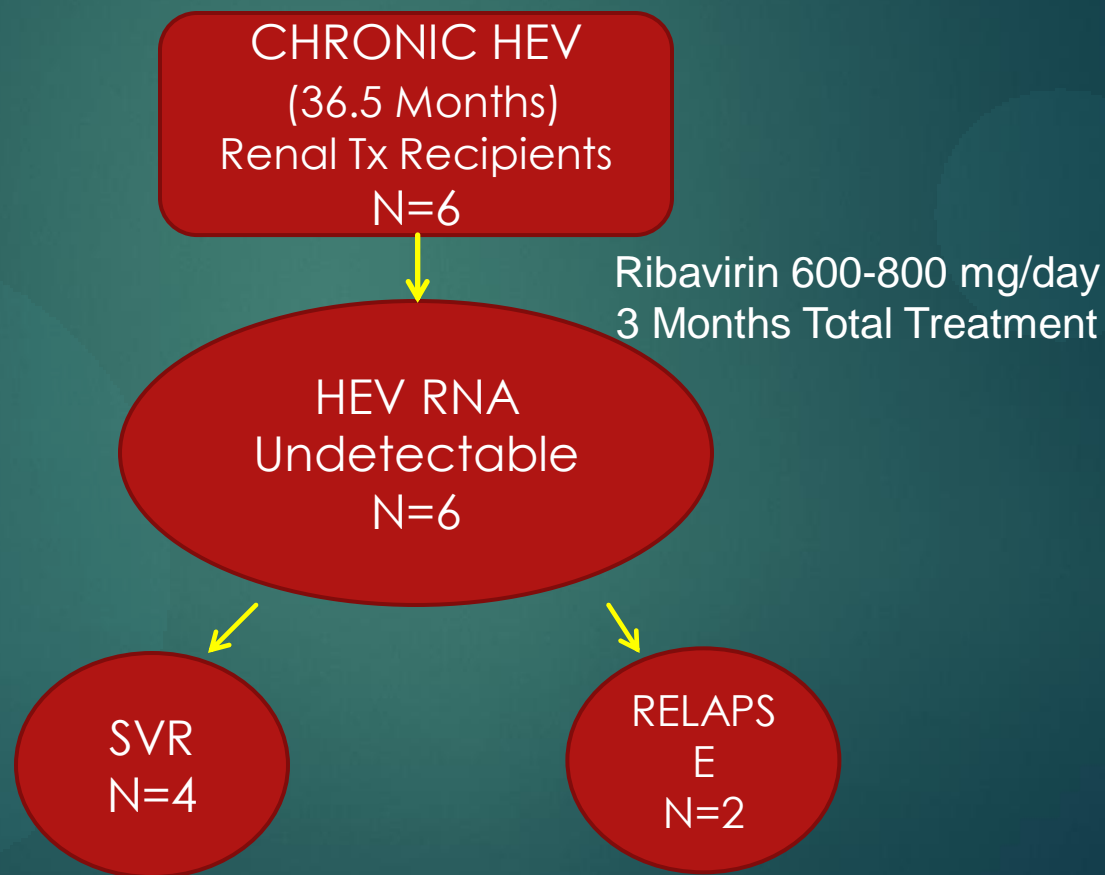 CHRONIC HEV
(36.5 Months)
Renal Tx Recipients
N=6
Ribavirin 600-800 mg/day
3 Months Total Treatment
HEV RNA
Undetectable
N=6
SVR
N=4
RELAPS
E
N=2